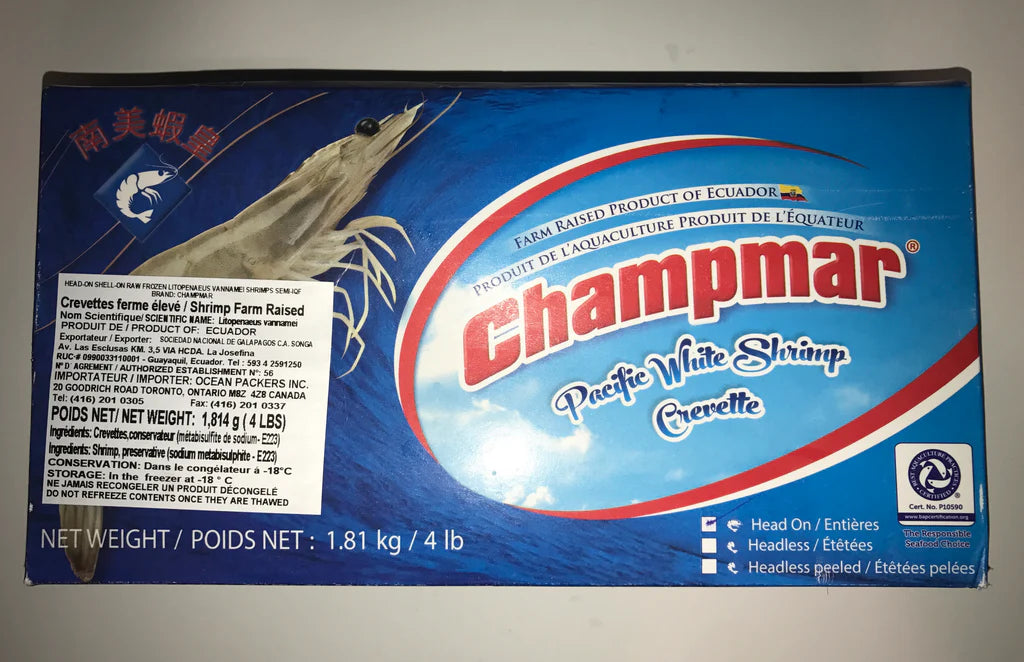 南美蝦皇
FARM RAISED PRODUCT OF ECUADOR
PRODUIT DE L'AQUACULTURE PRODUIT DE L'ÉQUATEUR
Champmar®
Pacific White Shrimp
Crevette
HEAD-ON SHELL-ON RAW FROZEN LITOPENAEUS VANNAMEI SHRIMPS SEMI-IQF
BRAND: CHAMPMAR
Crevettes ferme élevé / Shrimp Farm Raised
Nom Scientifique/SCIENTIFIC NAME: Litopenaeus vannamei
PRODUIT DE / PRODUCT OF: ECUADOR
Exportateur / Exporter: SOCIEDAD NACIONAL DE GALAPAGOS C.A. SONGA
Av. Las Esclusas KM. 3,5 VIA HCDA. La Josefina
RUC-# 0990033110001 - Guayaquil, Ecuador. Tel : 593 4 2591250
N° D' AGREMENT / AUTHORIZED ESTABLISHMENT N°: 56
IMPORTATEUR / IMPORTER: OCEAN PACKERS INC.
20 GOODRICH ROAD TORONTO, ONTARIO M8Z 4Z8 CANADA
Tel: (416) 201 0305 Fax: (416) 201 0337
POIDS NET/ NET WEIGHT: 1,814 g ( 4 LBS)
Ingrédients: Crevettes,conservateur (métabisulfite de sodium- E223)
Ingredients: Shrimp, preservative (sodium metabisulphite - E223)
CONSERVATION: Dans le congélateur á -18°C
STORAGE: In the freezer at -18 ° C
NE JAMAIS RECONGELER UN PRODUIT DÉCONGELÉ
DO NOT REFREEZE CONTENTS ONCE THEY ARE THAWED
NET WEIGHT / POIDS NET : 1.81 kg / 4 lb
Head On / Entières
Headless / Étêtées
Headless peeled / Étêtées pelées
BEST AQUACULTURE PRACTICES
CERTIFIED ®
Cert. No. P10590
www.bapcertification.org
The Responsible
Seafood Choice